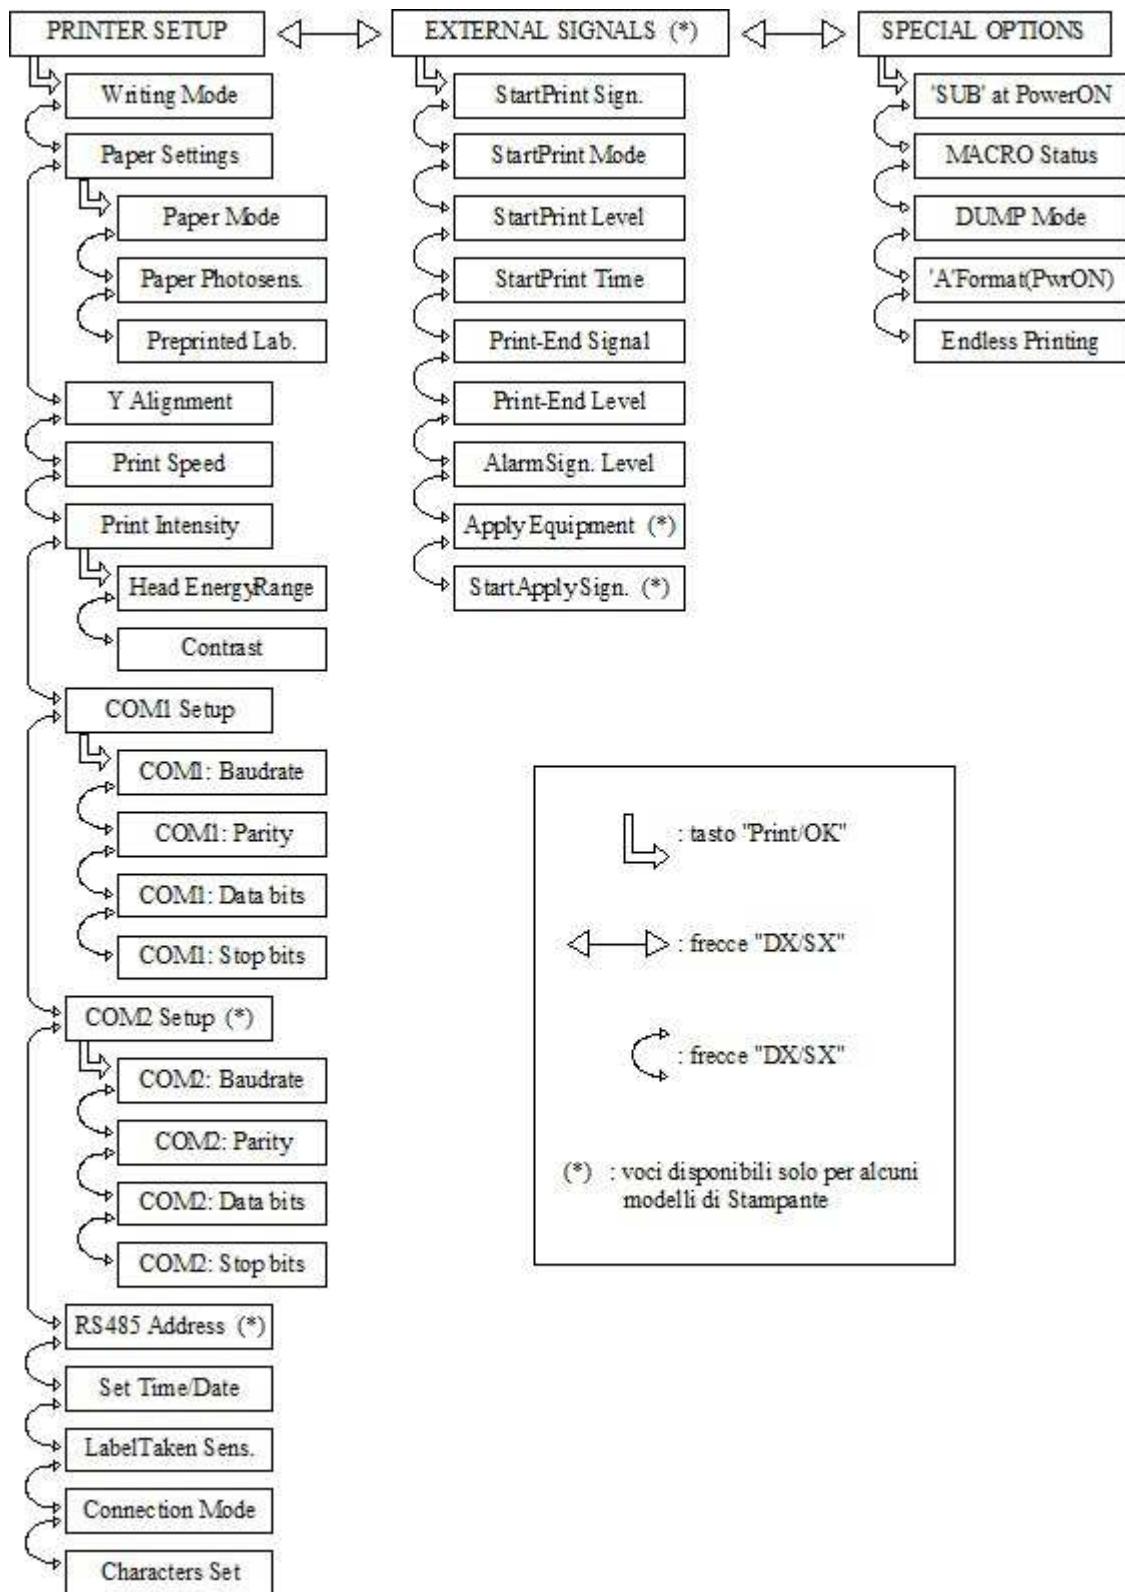 PRINTER SETUP
Writing Mode
Paper Settings
Paper Mode
Paper Photosens.
Preprinted Lab.
Y Alignment
Print Speed
Print Intensity
Head EnergyRange
Contrast
COM1 Setup
COM1: Baudrate
COM1: Parity
COM1: Data bits
COM1: Stop bits
COM2 Setup (*)
COM2: Baudrate
COM2: Parity
COM2: Data bits
COM2: Stop bits
RS485 Address (*)
Set Time/Date
LabelTaken Sens.
Connection Mode
Characters Set
EXTERNAL SIGNALS (*)
StartPrint Sign.
StartPrint Mode
StartPrint Level
StartPrint Time
Print-End Signal
Print-End Level
AlarmSign. Level
Apply Equipment (*)
StartApplySign. (*)
SPECIAL OPTIONS
'SUB' at PowerON
MACRO Status
DUMP Mode
'A'Format(PwrON)
Endless Printing
: tasto "Print/OK"
: frecce "DX/SX"
: frecce "DX/SX"
(*) : voci disponibili solo per alcuni
modelli di Stampante